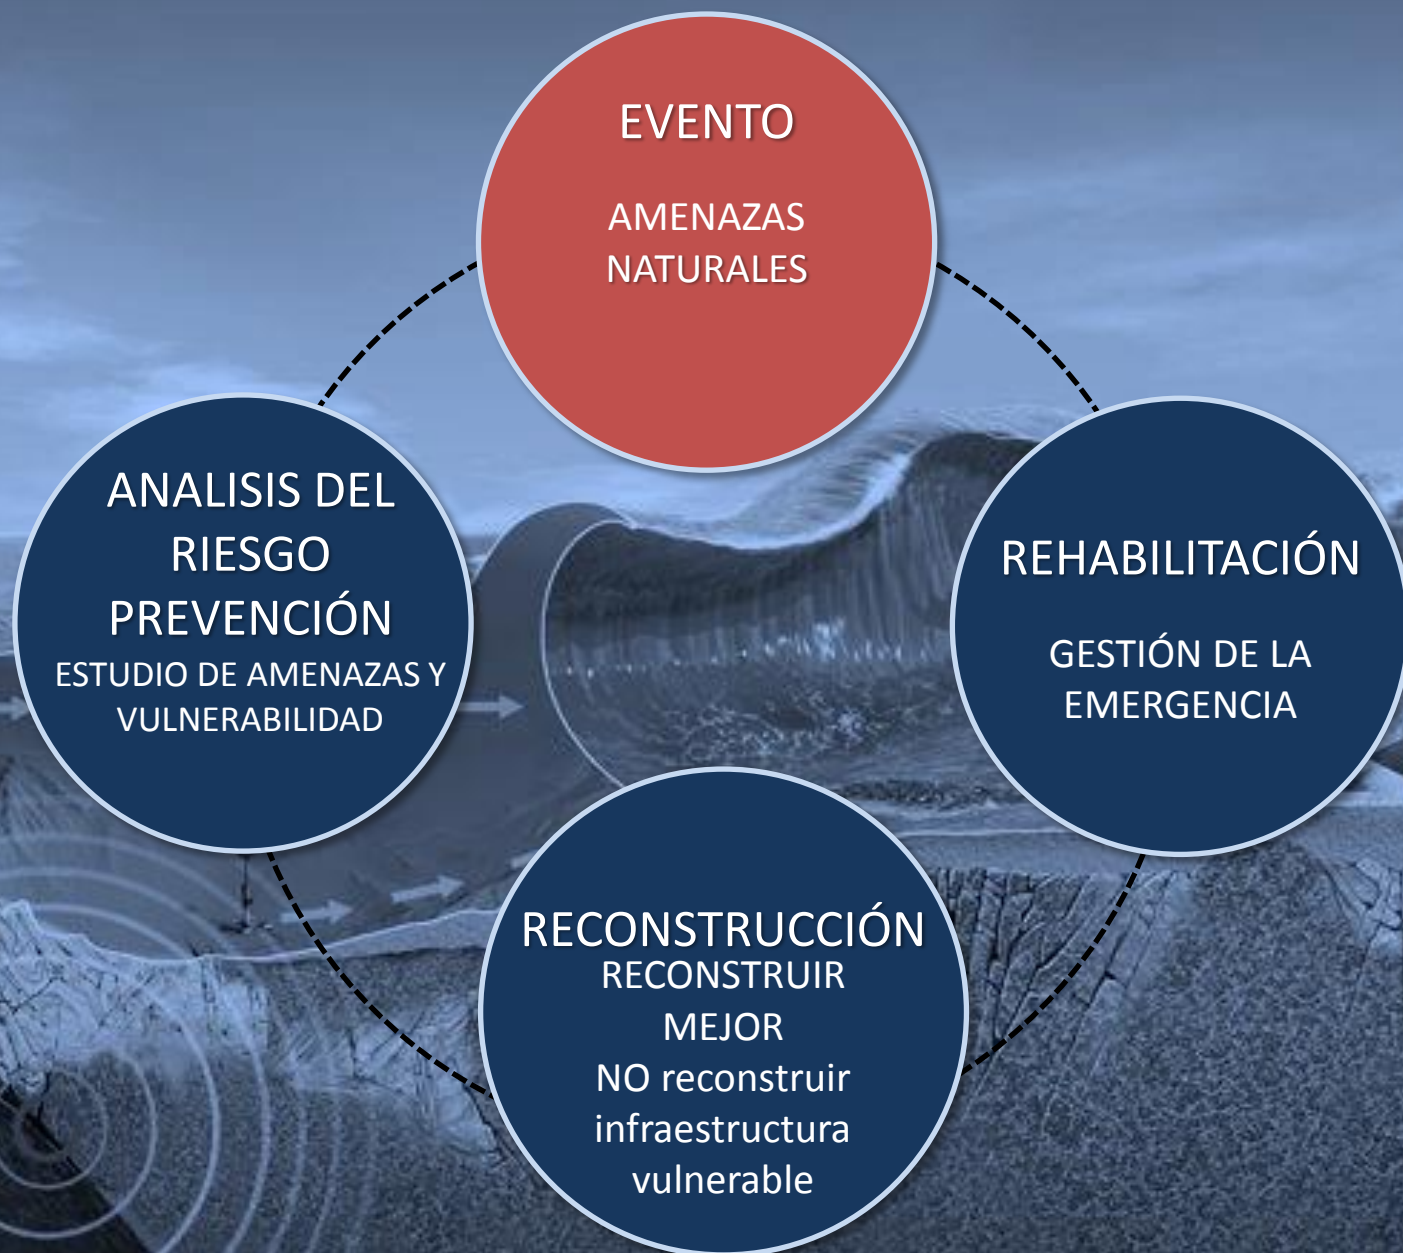 EVENTO
AMENAZAS
NATURALES
ANALISIS DEL
RIESGO
PREVENCIÓN
ESTUDIO DE AMENAZAS Y
VULNERABILIDAD
REHABILITACIÓN
GESTIÓN DE LA
EMERGENCIA
RECONSTRUCCIÓN
RECONSTRUIR
MEJOR
NO reconstruir
infraestructura
vulnerable